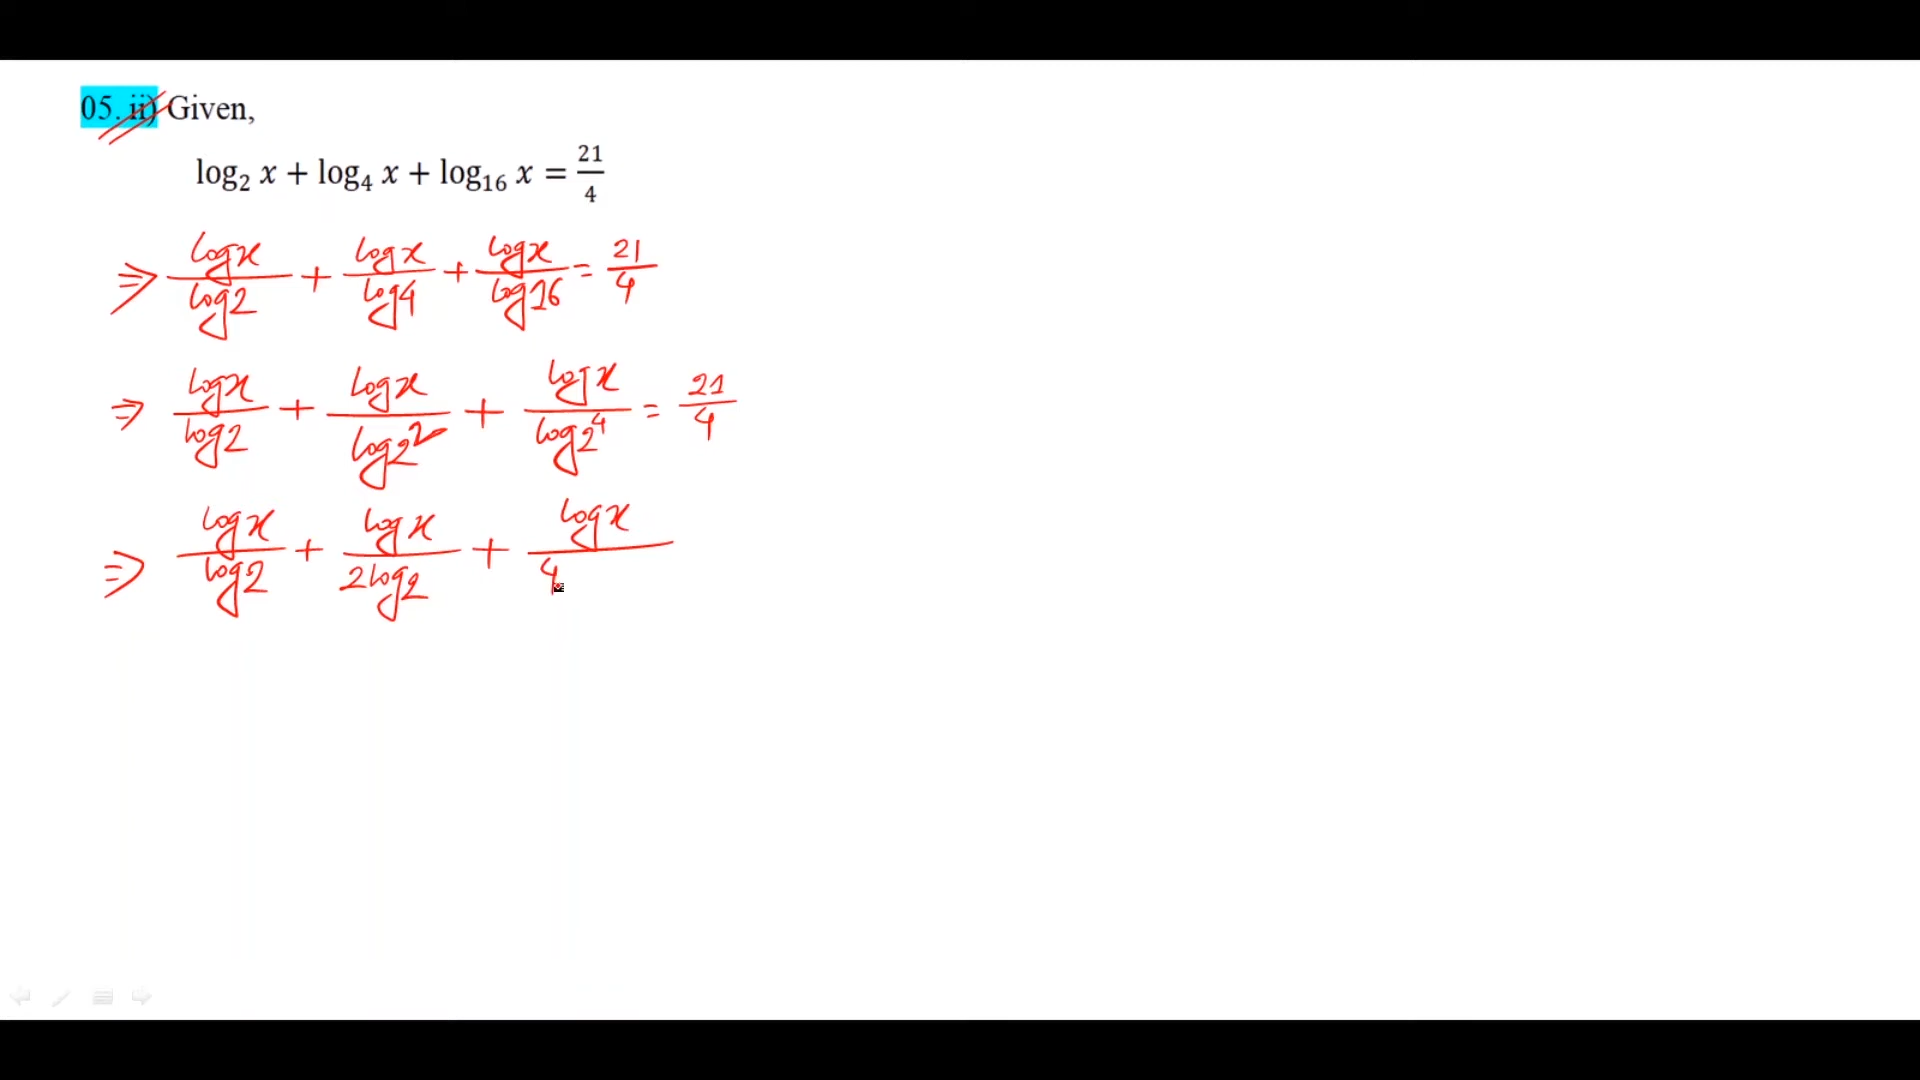 05. ii) Given,
log₂ x + log₄ x + log₁₆ x = 21/4
⇒ logx/log2 + logx/log4 + logx/log16 = 21/4
⇒ logx/log2 + logx/log2² + logx/log2⁴ = 21/4
⇒ logx/log2 + logx/2log2 + logx/4